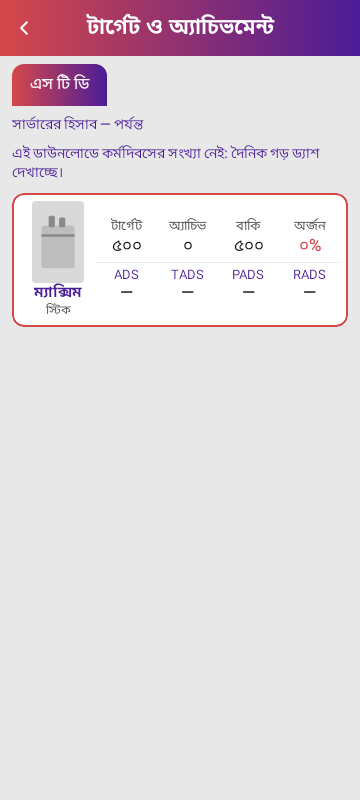 টার্গেট ও অ্যাচিভমেন্ট
এস টি ডি
সার্ভারের হিসাব — পর্যন্ত
এই ডাউনলোডে কর্মদিবসের সংখ্যা নেই: দৈনিক গড় ড্যাশ
দেখাচ্ছে।
টার্গেট অ্যাচিভ বাকি অর্জন
৫০০ ০ ৫০০ ০%
ADS TADS PADS RADS
— — — —
ম্যাক্সিম
স্টিক